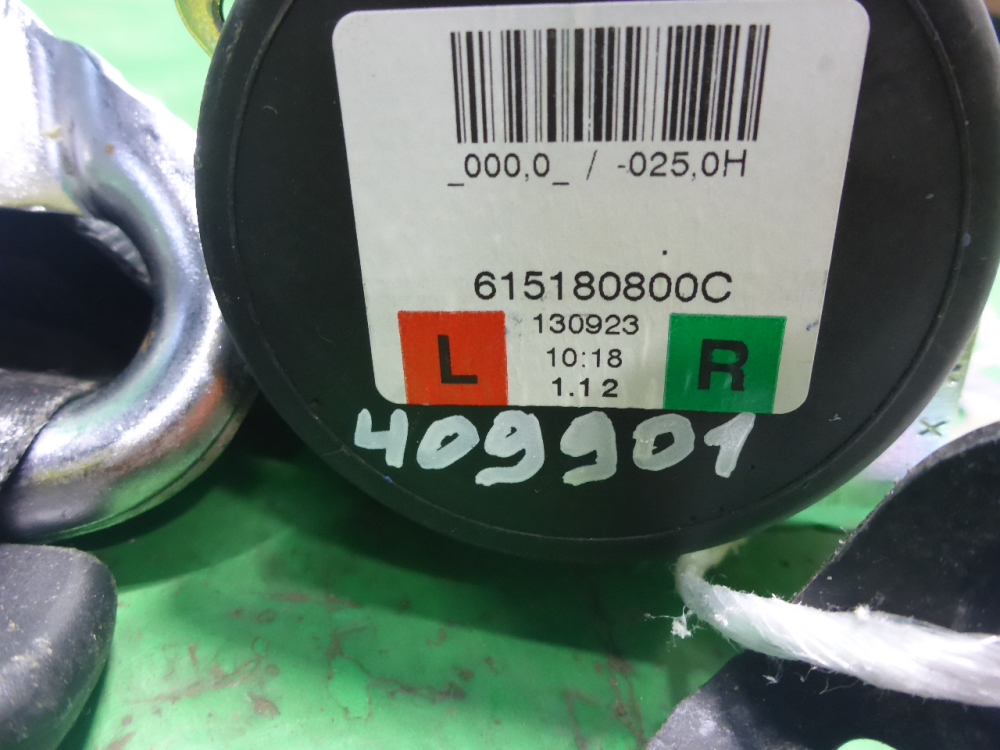 _000,0_ / -025,0H
615180800C
130923
L
10:18
R
1.12
409901